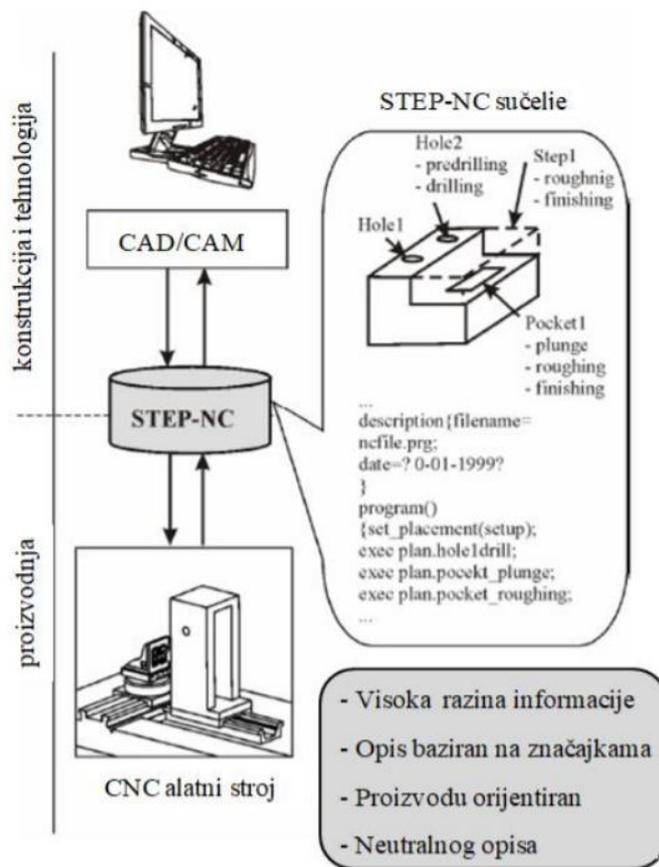 konstrukcija i tehnologija
proizvodnja
CAD/CAM
STEP-NC
CNC alatni stroj
STEP-NC sučelie
Hole2
- predrilling
- drilling
Step1
- roughnig
- finishing
Hole1
Pocket1
- plunge
- roughing
- finishing
...
description{filename=
ncfile.prg;
date=? 0-01-1999?
}
program()
{set_placement(setup);
exec plan.hole1drill;
exec plan.pocekt_plunge;
exec plan.pocket_roughing;
...
- Visoka razina informacije
- Opis baziran na značajkama
- Proizvodu orijentiran
- Neutralnog opisa